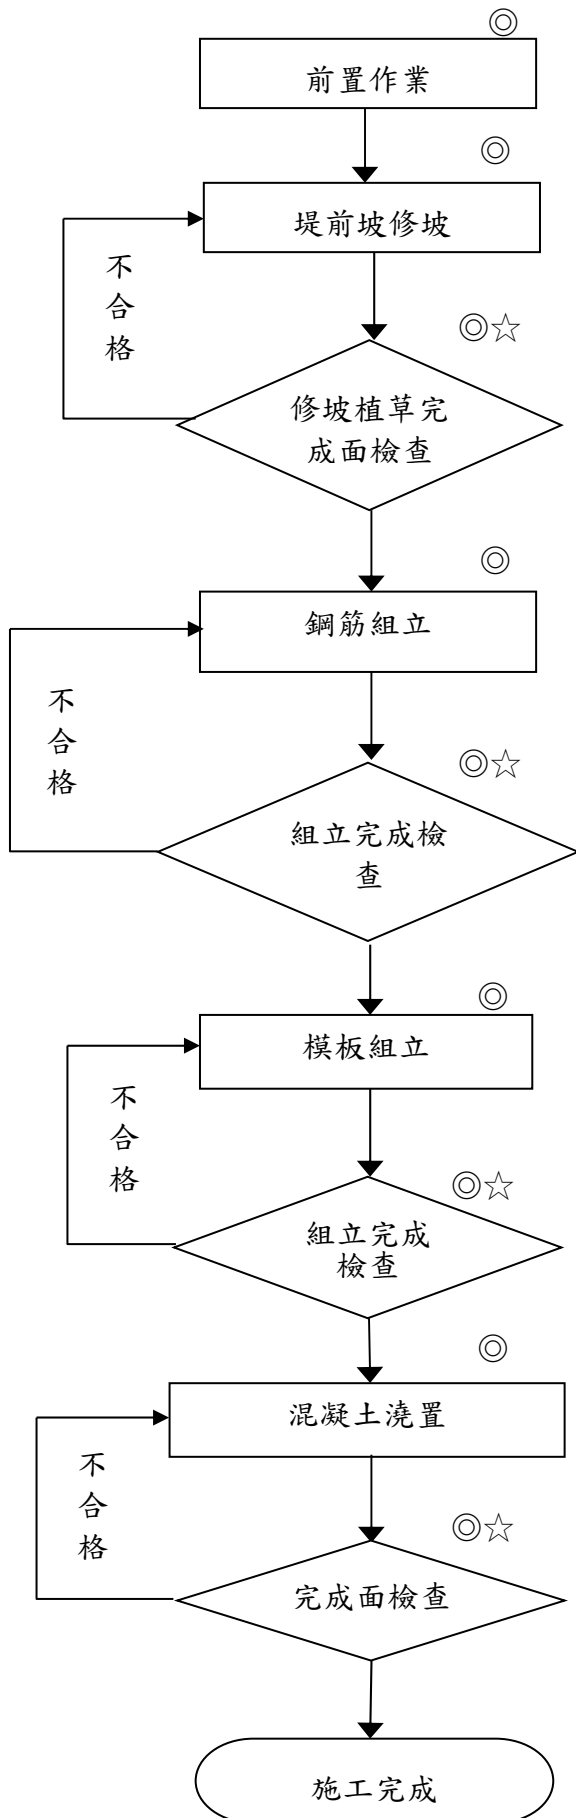 ◎
前置作業
◎
堤前坡修坡
不
合
格
◎☆
修坡植草完
成面檢查
◎
鋼筋組立
不
合
格
◎☆
組立完成檢
查
◎
模板組立
不
合
格
◎☆
組立完成
檢查
◎
混凝土澆置
不
合
格
◎☆
完成面檢查
施工完成